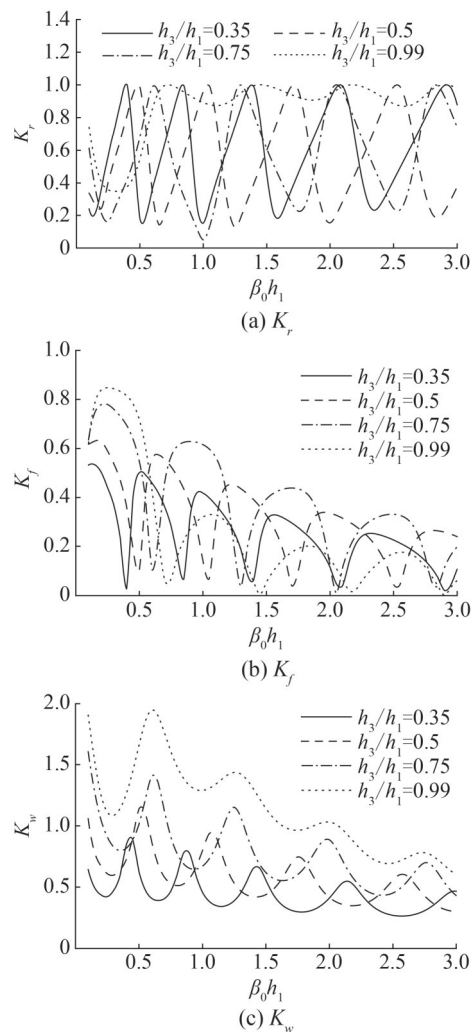 1.4
1.2
1.0
0.8
0.6
0.4
0.2
0
K_r
h_3/h_1=0.35
h_3/h_1=0.5
h_3/h_1=0.75
h_3/h_1=0.99
0.5
1.0
1.5
2.0
2.5
3.0
β_0h_1
(a) K_r
1.0
0.8
0.6
0.4
0.2
0
K_f
h_3/h_1=0.35
h_3/h_1=0.5
h_3/h_1=0.75
h_3/h_1=0.99
0.5
1.0
1.5
2.0
2.5
3.0
β_0h_1
(b) K_f
2.0
1.5
1.0
0.5
0
K_w
h_3/h_1=0.35
h_3/h_1=0.5
h_3/h_1=0.75
h_3/h_1=0.99
0.5
1.0
1.5
2.0
2.5
3.0
β_0h_1
(c) K_w